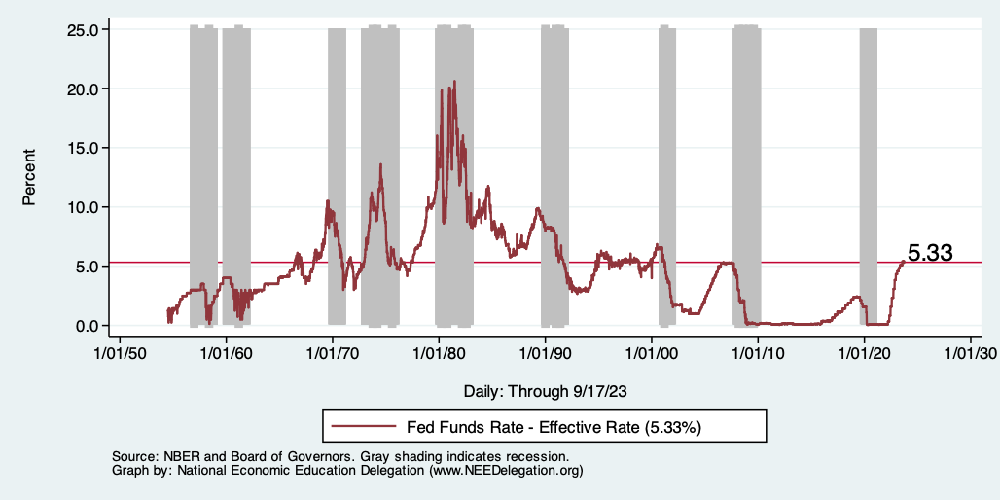 25.0
20.0
15.0
10.0
5.0
0.0
Percent
5.33
1/01/50 1/01/60 1/01/70 1/01/80 1/01/90 1/01/00 1/01/10 1/01/20 1/01/30
Daily: Through 9/17/23
Fed Funds Rate - Effective Rate (5.33%)
Source: NBER and Board of Governors. Gray shading indicates recession.
Graph by: National Economic Education Delegation (www.NEEDelegation.org)